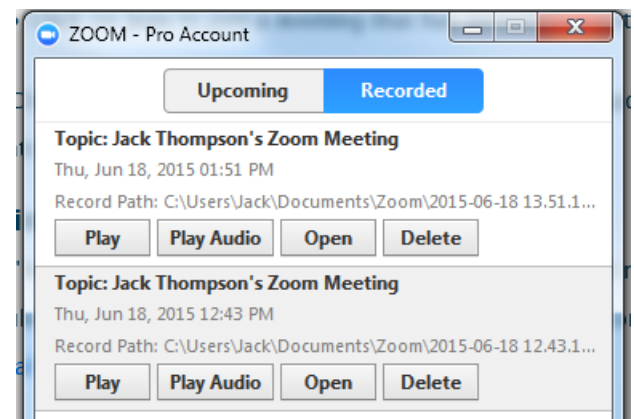 ZOOM - Pro Account
Upcoming Recorded
Topic: Jack Thompson's Zoom Meeting
Thu, Jun 18, 2015 01:51 PM
Record Path: C:\Users\Jack\Documents\Zoom\2015-06-18 13.51.1...
Play Play Audio Open Delete
Topic: Jack Thompson's Zoom Meeting
Thu, Jun 18, 2015 12:43 PM
Record Path: C:\Users\Jack\Documents\Zoom\2015-06-18 12.43.1...
Play Play Audio Open Delete